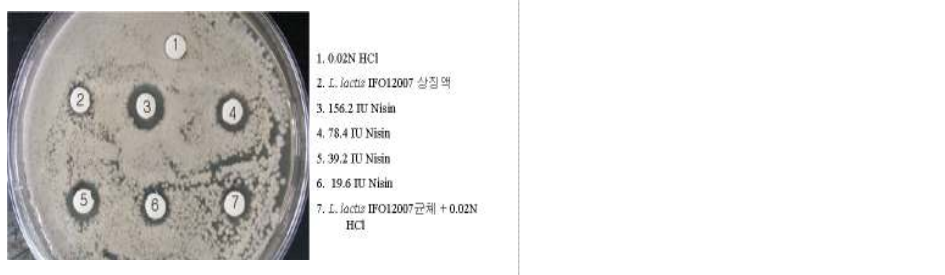 1
2
3
4
5
6
7
1. 0.02N HCl
2. L. lactis IFO12007 상징액
3. 156.2 IU Nisin
4. 78.4 IU Nisin
5. 39.2 IU Nisin
6. 19.6 IU Nisin
7. L. lactis IFO12007균체 + 0.02N
HCl